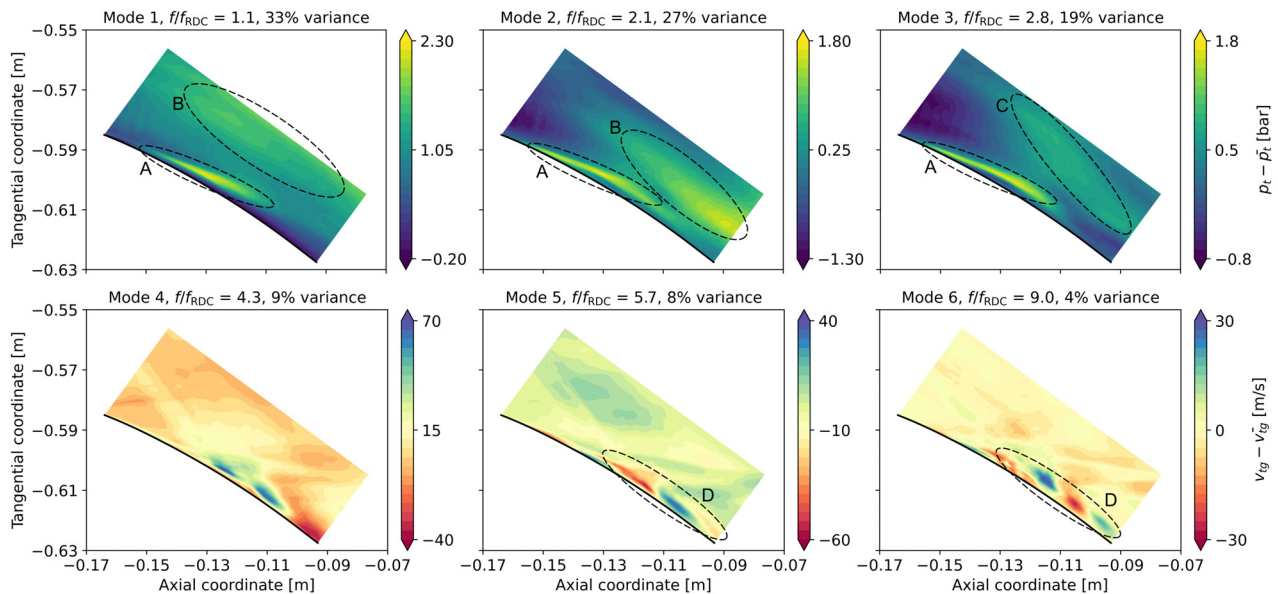 Mode 1, f/f_RDC = 1.1, 33% variance
Mode 2, f/f_RDC = 2.1, 27% variance
Mode 3, f/f_RDC = 2.8, 19% variance
Tangential coordinate [m]
−0.55
−0.57
−0.59
−0.61
−0.63
B
A
2.30
1.05
−0.20
B
A
1.80
0.25
−1.30
C
A
1.8
0.5
−0.8
p_t − p̄_t [bar]
Mode 4, f/f_RDC = 4.3, 9% variance
Mode 5, f/f_RDC = 5.7, 8% variance
Mode 6, f/f_RDC = 9.0, 4% variance
Tangential coordinate [m]
−0.55
−0.57
−0.59
−0.61
−0.63
70
15
−40
D
40
−10
−60
D
30
0
−30
v_tg − v̄_tg [m/s]
−0.17 −0.15 −0.13 −0.11 −0.09 −0.07
−0.17 −0.15 −0.13 −0.11 −0.09 −0.07
−0.17 −0.15 −0.13 −0.11 −0.09 −0.07
Axial coordinate [m]
Axial coordinate [m]
Axial coordinate [m]